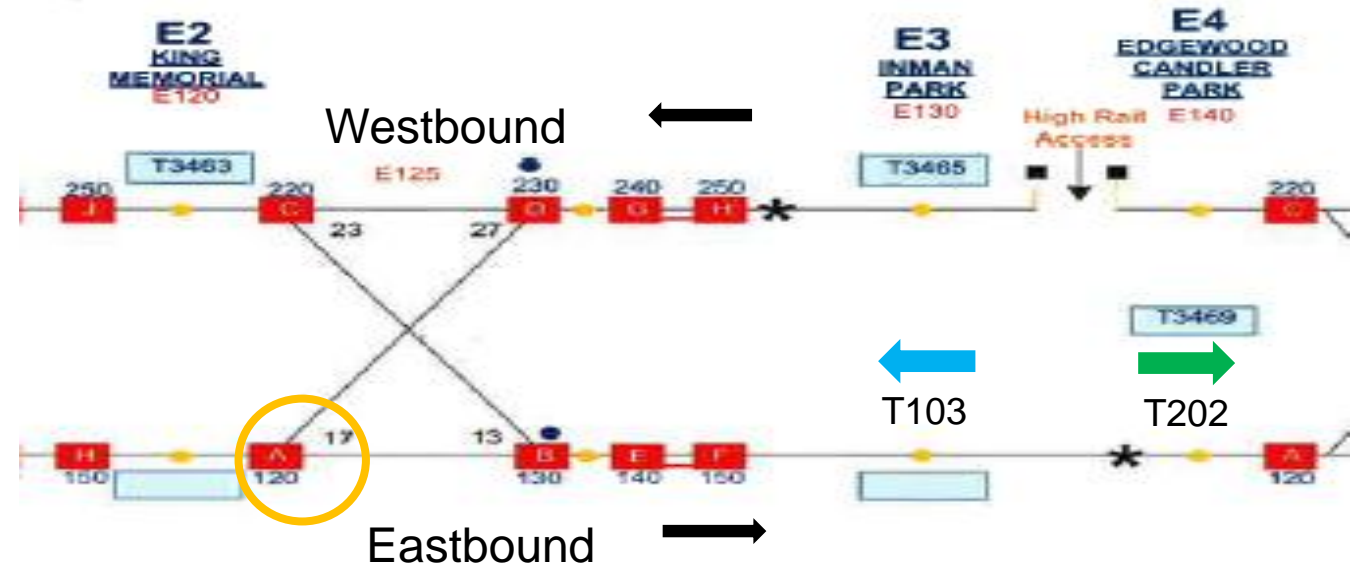 E2
KING
MEMORIAL
E120
E3
INMAN
PARK
E130
E4
EDGEWOOD
CANDLER
PARK
E140
High Rail
Access
Westbound
T3463
E125
T3465
250
220
230
240
250
220
J
C
D
G
H
C
*
23
27
T3469
T103
T202
17
13
H
A
B
E
F
*
A
150
120
130
140
150
120
Eastbound